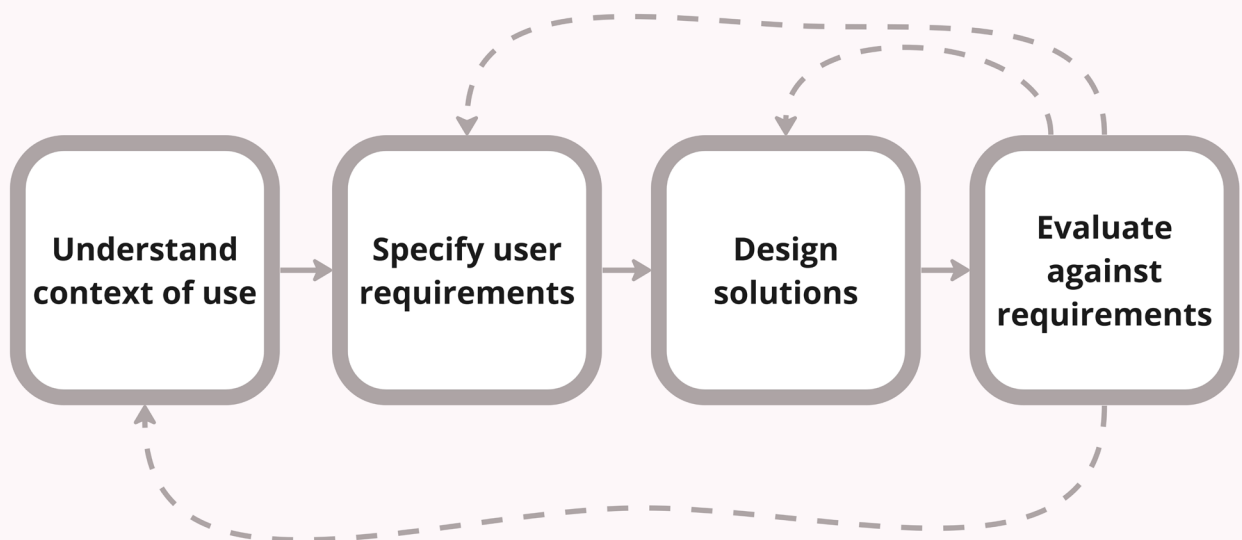 Understand
context of use
Specify user
requirements
Design
solutions
Evaluate
against
requirements